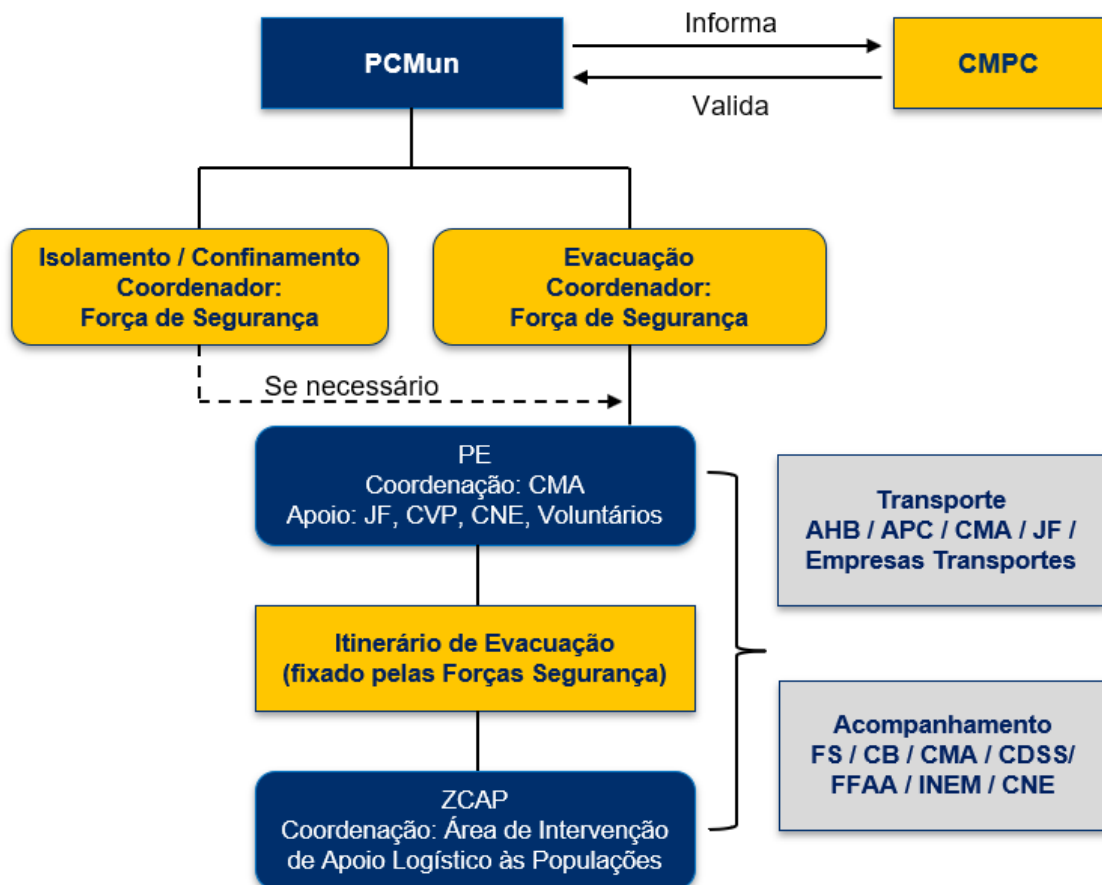 Informa
PCMun
CMPC
Valida
Isolamento / Confinamento
Coordenador:
Força de Segurança
Evacuação
Coordenador:
Força de Segurança
Se necessário
PE
Coordenação: CMA
Apoio: JF, CVP, CNE, Voluntários
Transporte
AHB / APC / CMA / JF /
Empresas Transportes
Itinerário de Evacuação
(fixado pelas Forças Segurança)
Acompanhamento
FS / CB / CMA / CDSS/
FFAA / INEM / CNE
ZCAP
Coordenação: Área de Intervenção
de Apoio Logístico às Populações